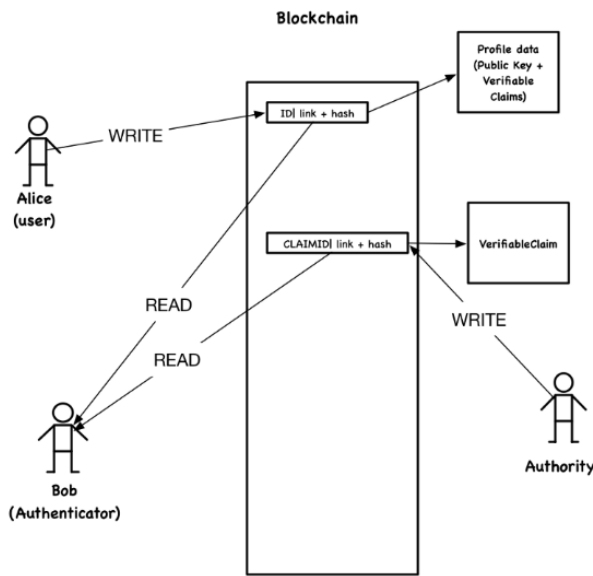 Blockchain
Profile data
(Public Key +
Verifiable
Claims)
ID| link + hash
WRITE
Alice
(user)
CLAIMID| link + hash
VerifiableClaim
READ
WRITE
READ
Authority
Bob
(Authenticator)